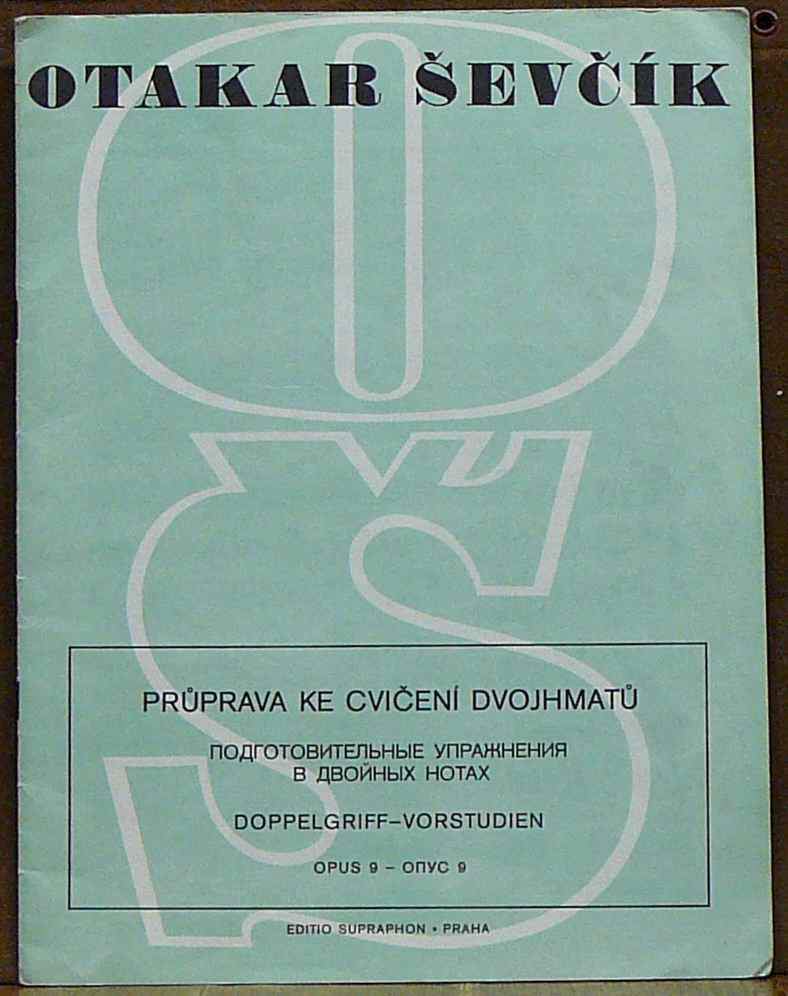 OTAKAR ŠEVČÍK
OŠ
PRŮPRAVA KE CVIČENÍ DVOJHMATŮ
ПОДГОТОВИТЕЛЬНЫЕ УПРАЖНЕНИЯ
В ДВОЙНЫХ НОТАХ
DOPPELGRIFF–VORSTUDIEN
OPUS 9 – ОПУС 9
EDITIO SUPRAPHON • PRAHA